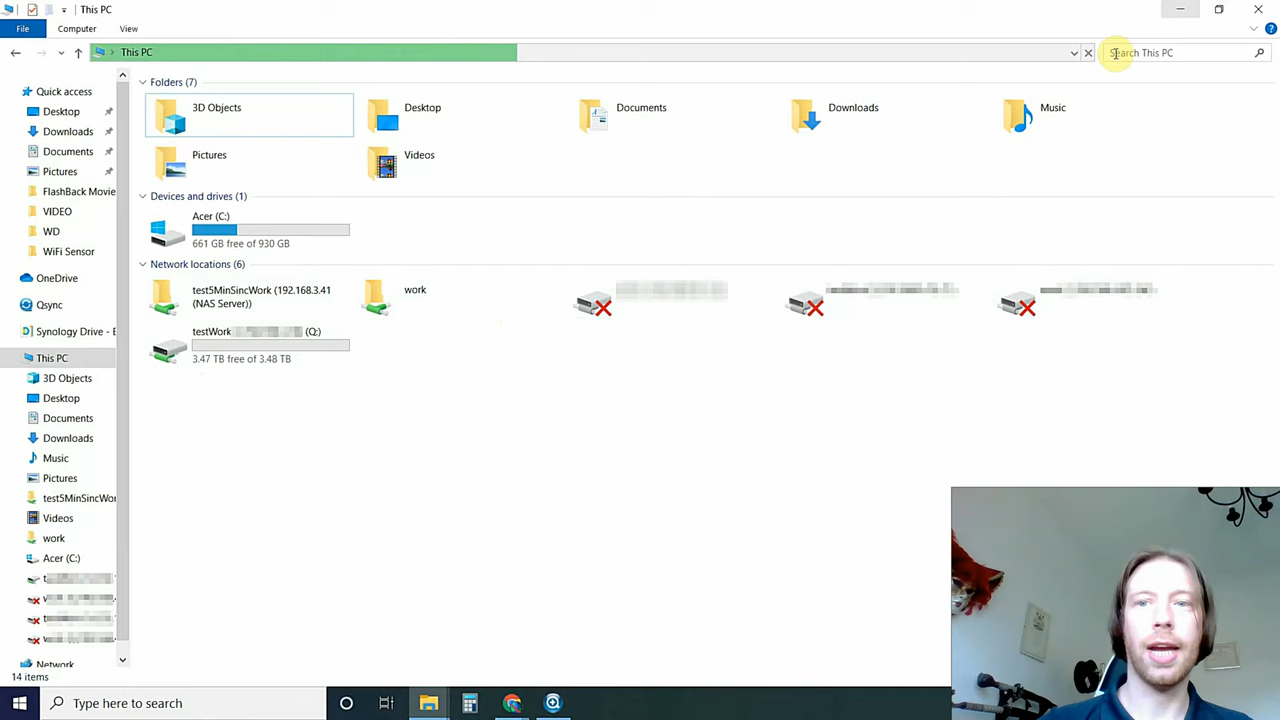 This PC
File Computer View
This PC
Search This PC
Quick access
Desktop
Downloads
Documents
Pictures
FlashBack Movie
VIDEO
WD
WiFi Sensor
OneDrive
Qsync
Synology Drive - E
This PC
3D Objects
Desktop
Documents
Downloads
Music
Pictures
test5MinSincWor
Videos
work
Acer (C:)
Network
Folders (7)
3D Objects
Desktop
Documents
Downloads
Music
Pictures
Videos
Devices and drives (1)
Acer (C:)
661 GB free of 930 GB
Network locations (6)
test5MinSincWork (192.168.3.41
(NAS Server))
work
testWork (Q:)
3.47 TB free of 3.48 TB
14 items
Type here to search